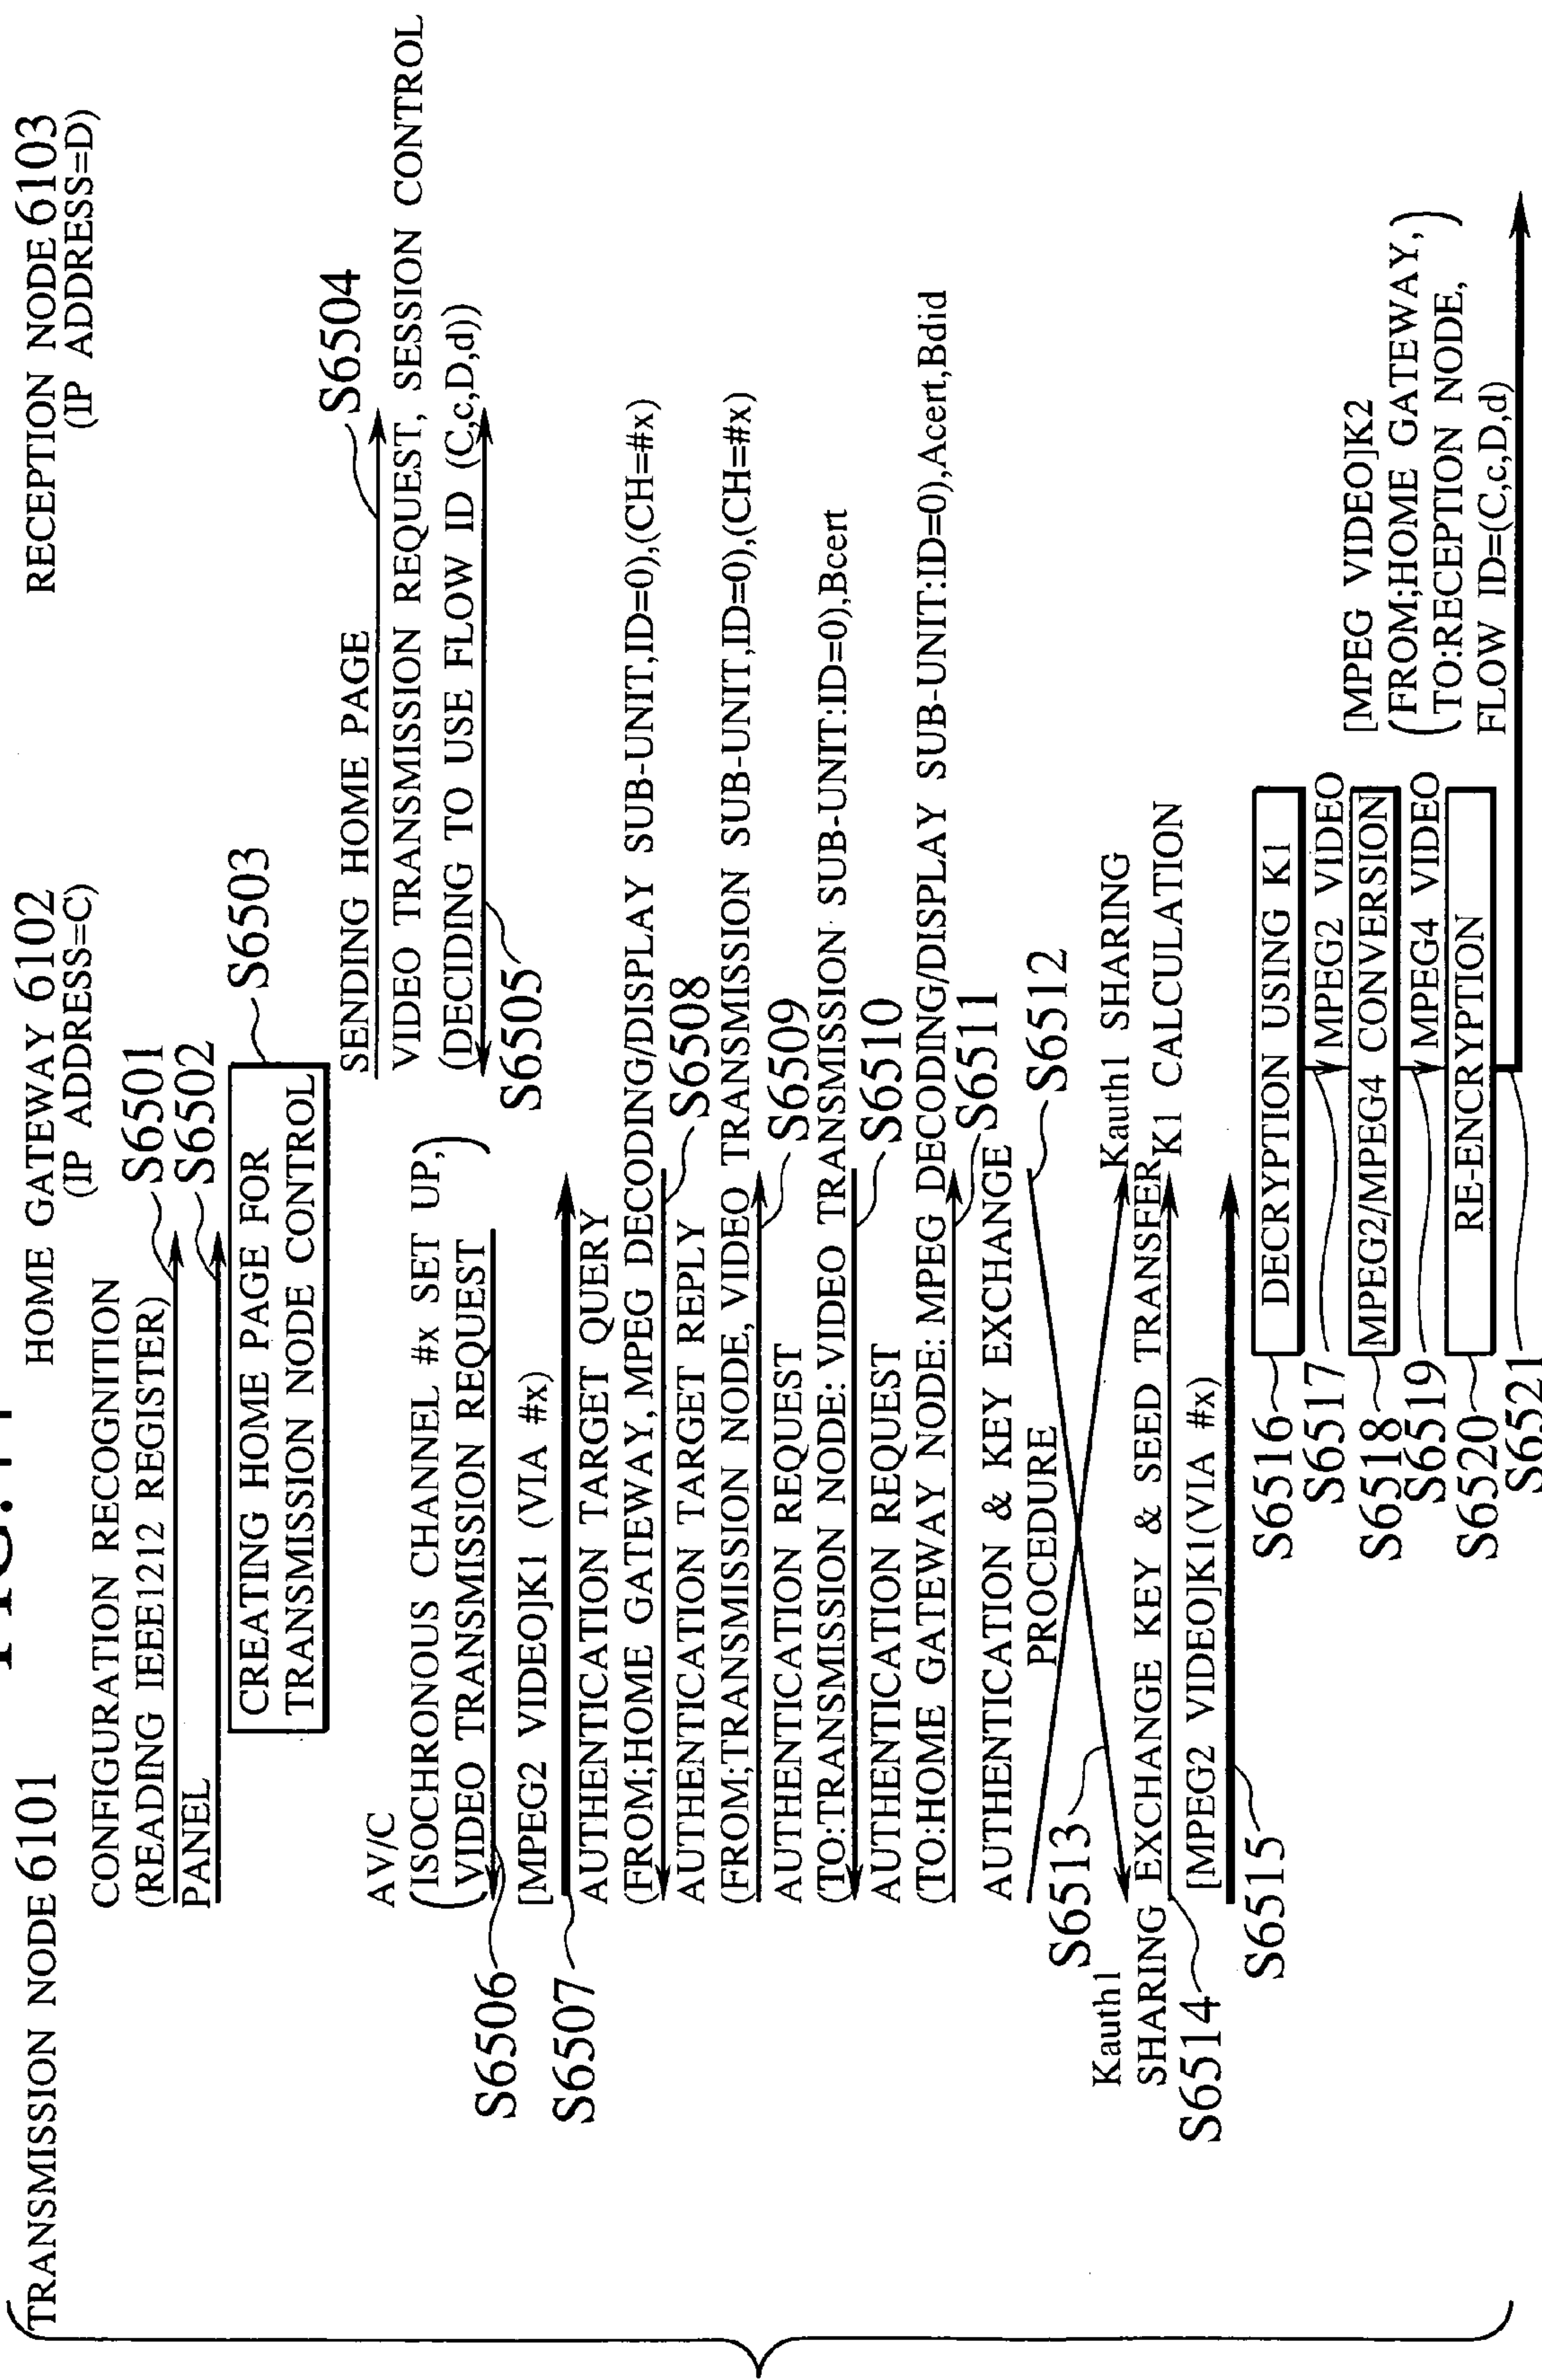 TRANSMISSION NODE 6101
HOME GATEWAY 6102
(IP ADDRESS=C)
RECEPTION NODE 6103
(IP ADDRESS=D)
CONFIGURATION RECOGNITION
(READING IEEE1212 REGISTER)
S6501
PANEL
S6502
CREATING HOME PAGE FOR
TRANSMISSION NODE CONTROL
S6503
SENDING HOME PAGE
S6504
VIDEO TRANSMISSION REQUEST, SESSION CONTROL
(DECIDING TO USE FLOW ID (C,c,D,d))
S6505
AV/C
(ISOCHRONOUS CHANNEL #x SET UP,
VIDEO TRANSMISSION REQUEST)
S6506
[MPEG2 VIDEO]K1 (VIA #x)
S6507
AUTHENTICATION TARGET QUERY
(FROM;HOME GATEWAY,MPEG DECODING/DISPLAY SUB-UNIT,ID=0),(CH=#x)
S6508
AUTHENTICATION TARGET REPLY
(FROM;TRANSMISSION NODE,VIDEO TRANSMISSION SUB-UNIT,ID=0),(CH=#x)
S6509
AUTHENTICATION REQUEST
(TO:TRANSMISSION NODE:VIDEO TRANSMISSION SUB-UNIT:ID=0),Bcert
S6510
AUTHENTICATION REQUEST
(TO:HOME GATEWAY NODE:MPEG DECODING/DISPLAY SUB-UNIT:ID=0),Acert,Bdid
S6511
AUTHENTICATION & KEY EXCHANGE
PROCEDURE
S6512
S6513
Kauth1
SHARING
Kauth1 SHARING
EXCHANGE KEY & SEED TRANSFER
K1 CALCULATION
S6514
[MPEG2 VIDEO]K1(VIA #x)
S6515
DECRYPTION USING K1
S6516
MPEG2 VIDEO
S6517
MPEG2/MPEG4 CONVERSION
S6518
MPEG4 VIDEO
S6519
RE-ENCRYPTION
S6520
[MPEG VIDEO]K2
(FROM;HOME GATEWAY,
TO:RECEPTION NODE,)
FLOW ID=(C,c,D,d)
S6521